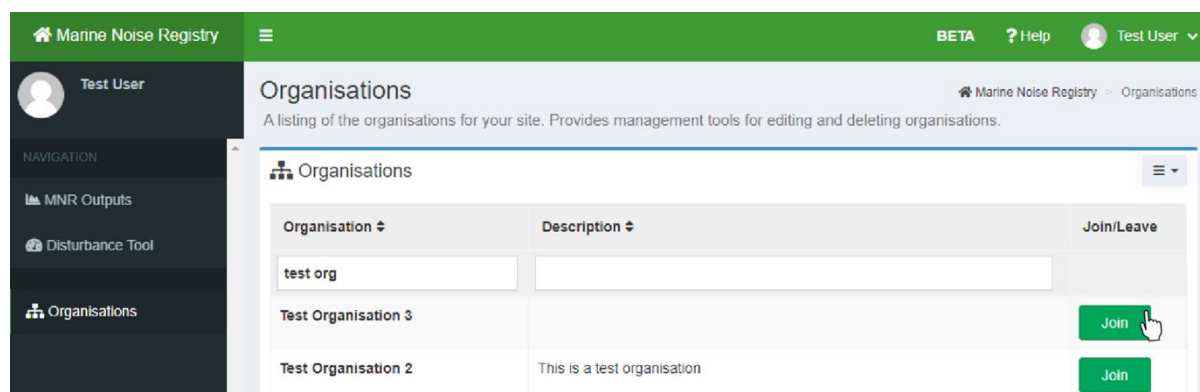 Marine Noise Registry
BETA ? Help Test User
Test User
Organisations
Marine Noise Registry > Organisations
A listing of the organisations for your site. Provides management tools for editing and deleting organisations.
NAVIGATION
MNR Outputs
Disturbance Tool
Organisations
Organisations
Organisation Description Join/Leave
test org
Test Organisation 3 Join
Test Organisation 2 This is a test organisation Join